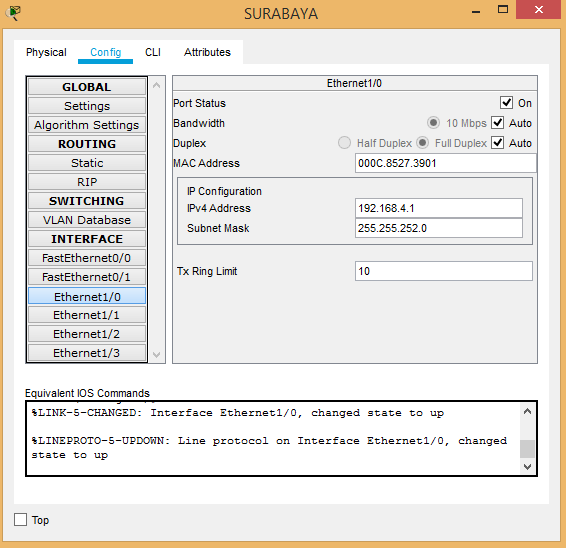 SURABAYA
Physical Config CLI Attributes
GLOBAL
Settings
Algorithm Settings
ROUTING
Static
RIP
SWITCHING
VLAN Database
INTERFACE
FastEthernet0/0
FastEthernet0/1
Ethernet1/0
Ethernet1/1
Ethernet1/2
Ethernet1/3
Ethernet1/0
Port Status On
Bandwidth 10 Mbps Auto
Duplex Half Duplex Full Duplex Auto
MAC Address 000C.8527.3901
IP Configuration
IPv4 Address 192.168.4.1
Subnet Mask 255.255.252.0
Tx Ring Limit 10
Equivalent IOS Commands
%LINK-5-CHANGED: Interface Ethernet1/0, changed state to up
%LINEPROTO-5-UPDOWN: Line protocol on Interface Ethernet1/0, changed
state to up
Top